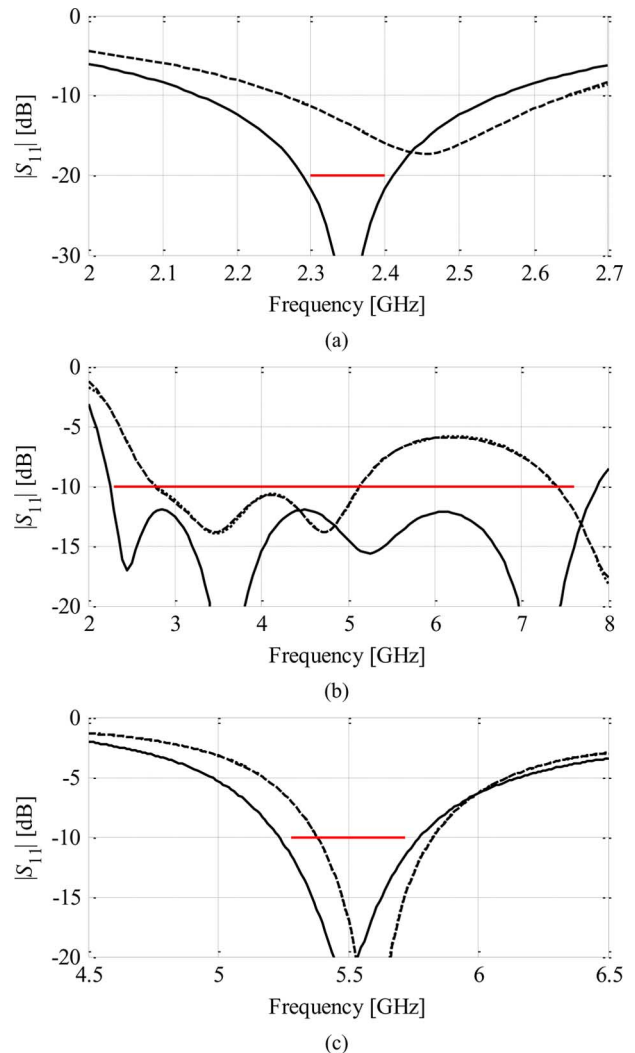 0
-10
-20
-30
|S₁₁| [dB]
2 2.1 2.2 2.3 2.4 2.5 2.6 2.7
Frequency [GHz]
(a)
0
-5
-10
-15
-20
|S₁₁| [dB]
2 3 4 5 6 7 8
Frequency [GHz]
(b)
0
-5
-10
-15
-20
|S₁₁| [dB]
4.5 5 5.5 6 6.5
Frequency [GHz]
(c)